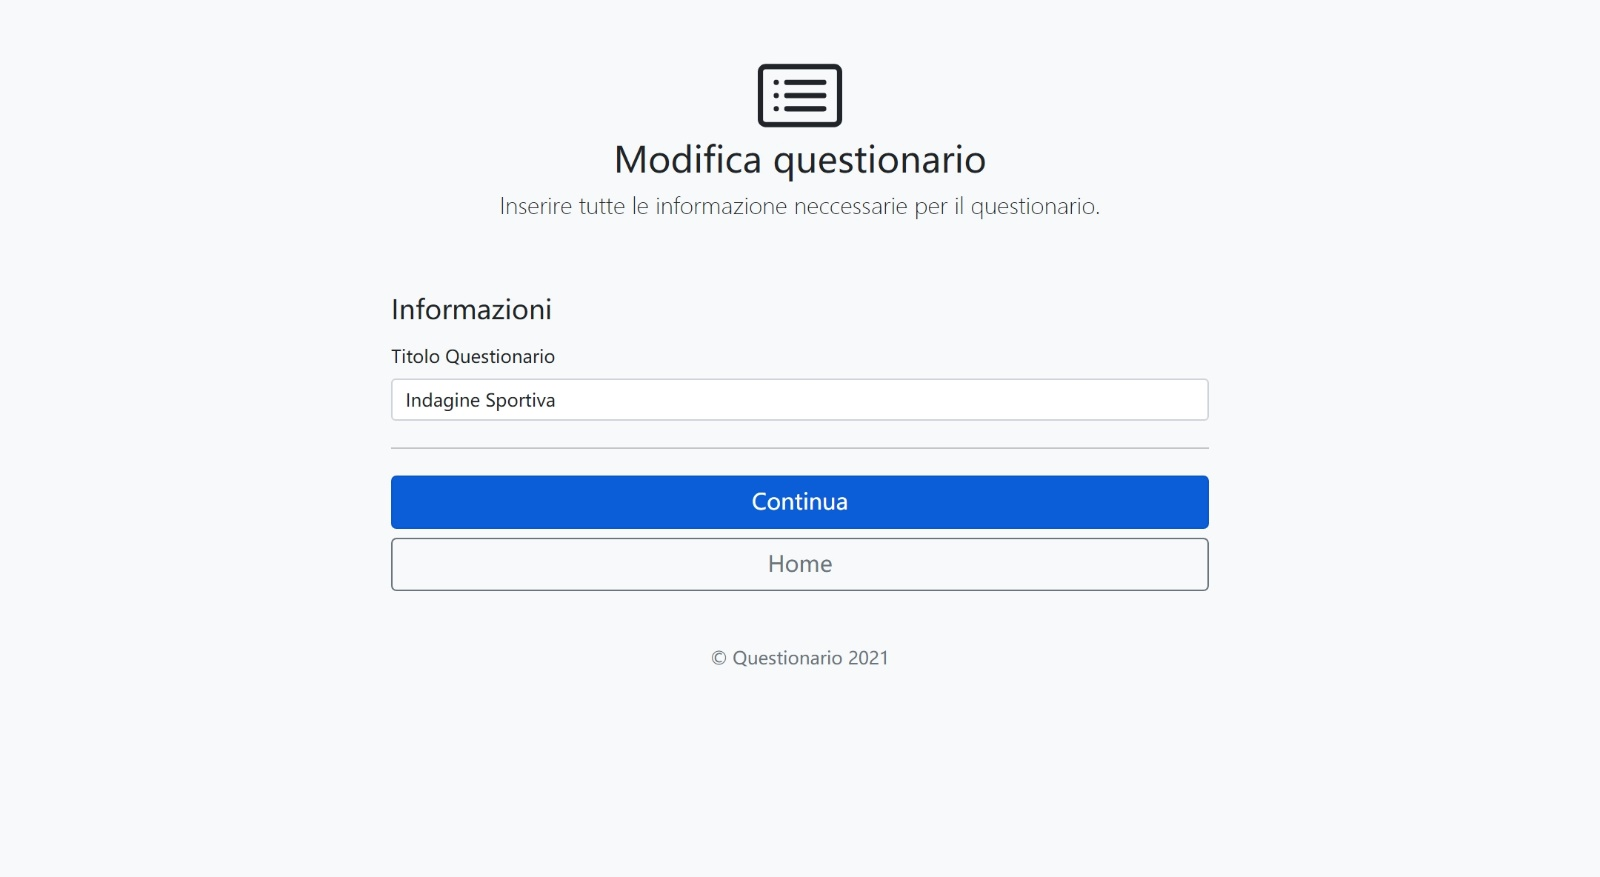 Modifica questionario
Inserire tutte le informazione neccessarie per il questionario.
Informazioni
Titolo Questionario
Indagine Sportiva
Continua
Home
© Questionario 2021